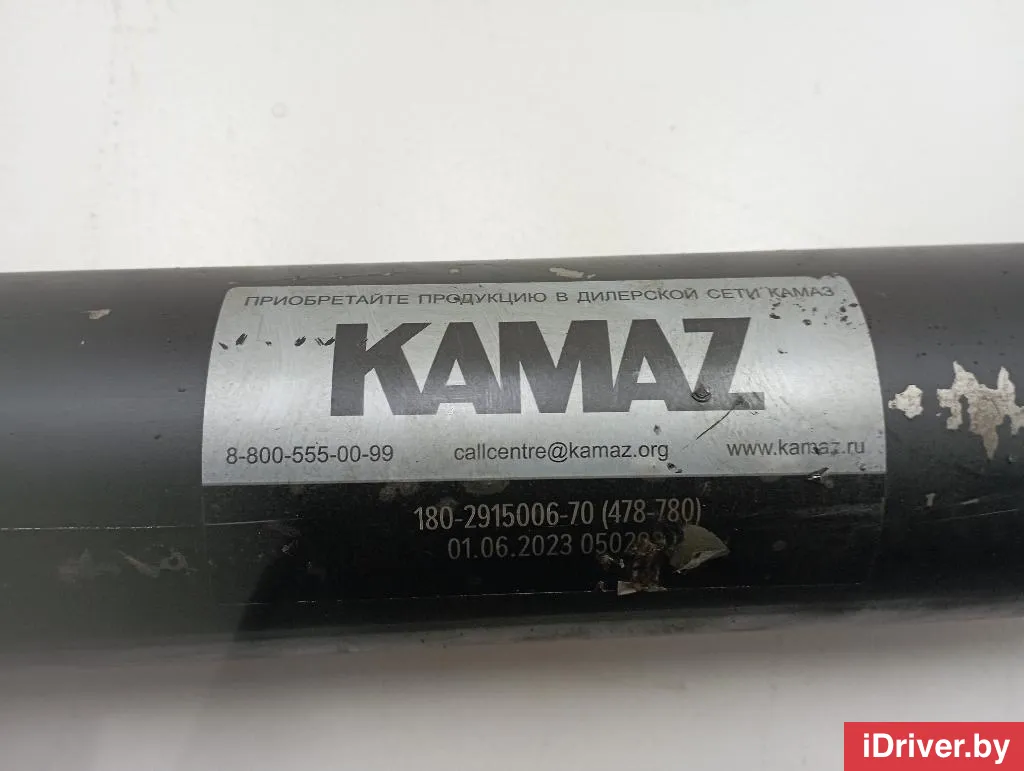 ПРИОБРЕТАЙТЕ ПРОДУКЦИЮ В ДИЛЕРСКОЙ СЕТИ КАМАЗ
KAMAZ
8-800-555-00-99 callcentre@kamaz.org www.kamaz.ru
180-2915006-70 (478-780)
01.06.2023
iDriver.by